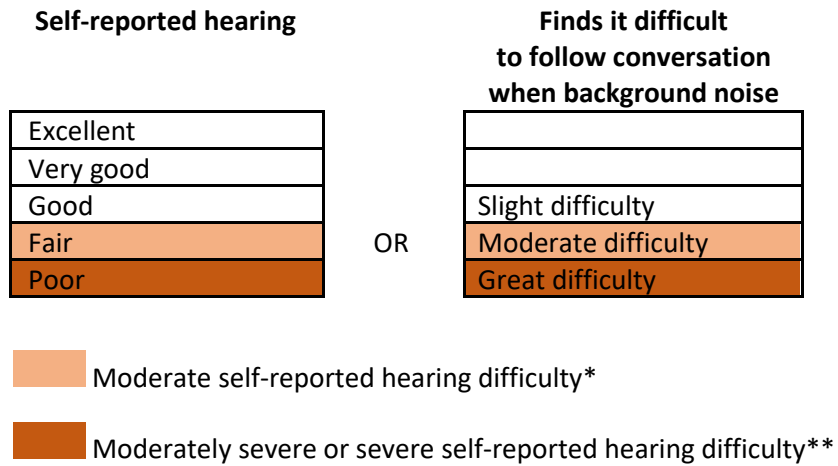 Self-reported hearing
Finds it difficult
to follow conversation
when background noise
Excellent
Very good
Good
Slight difficulty
Fair
OR
Moderate difficulty
Poor
Great difficulty
Moderate self-reported hearing difficulty*
Moderately severe or severe self-reported hearing difficulty**